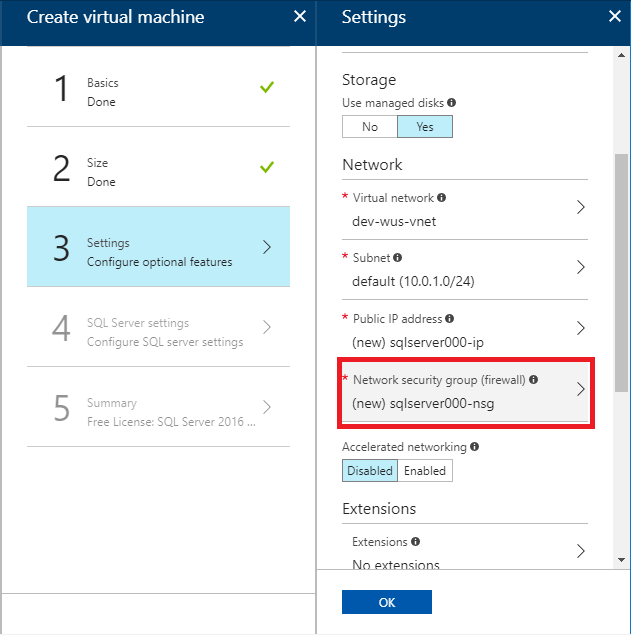 Create virtual machine
1
Basics
Done
2
Size
Done
3
Settings
Configure optional features
4
SQL Server settings
Configure SQL server settings
5
Summary
Free License: SQL Server 2016 ...
Settings
Storage
Use managed disks
No Yes
Network
* Virtual network
dev-wus-vnet
* Subnet
default (10.0.1.0/24)
* Public IP address
(new) sqlserver000-ip
* Network security group (firewall)
(new) sqlserver000-nsg
Accelerated networking
Disabled Enabled
Extensions
Extensions
No extensions
OK